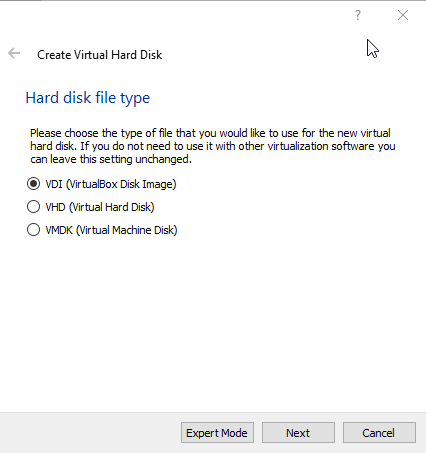 ?
Create Virtual Hard Disk
Hard disk file type
Please choose the type of file that you would like to use for the new virtual
hard disk. If you do not need to use it with other virtualization software you
can leave this setting unchanged.
VDI (VirtualBox Disk Image)
VHD (Virtual Hard Disk)
VMDK (Virtual Machine Disk)
Expert Mode Next Cancel